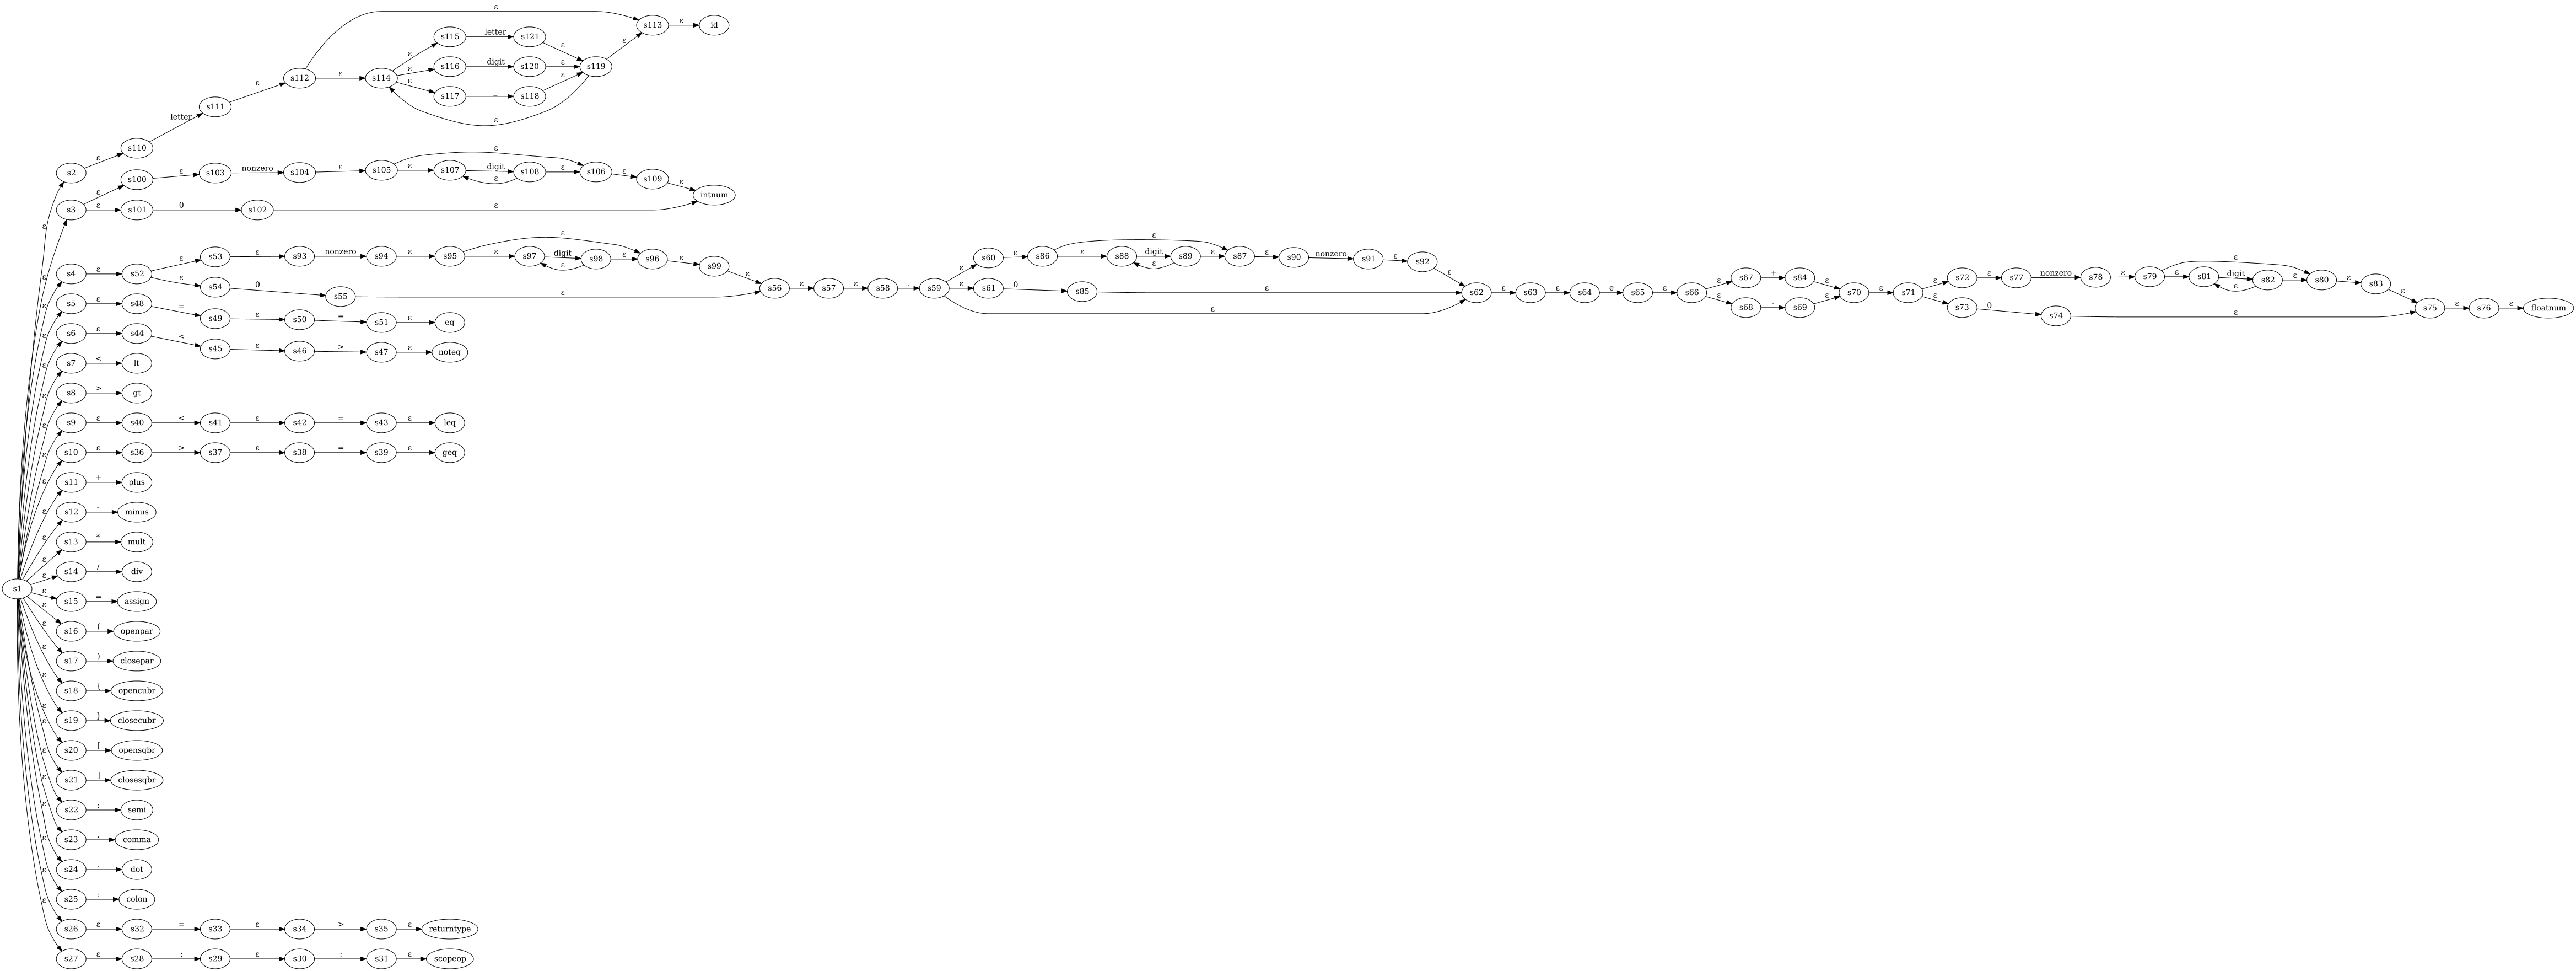 s1
ε s2 ε s110 letter s111 ε s112 ε s113 ε id
ε s114 ε s115 letter s121 ε
ε s116 digit s120 ε s119 ε
ε s117 _ s118 ε
ε
ε s3 ε s100 ε s103 nonzero s104 ε s105 ε s107 digit s108 ε s106 ε s109 ε intnum
ε ε
ε s101 0 s102 ε
ε s4 ε s52 ε s53 ε s93 nonzero s94 ε s95 ε s97 digit s98 ε s96 ε s99 ε s56 ε s57 ε s58 . s59 ε s60 ε s86 ε s88 digit s89 ε s87 ε s90 nonzero s91 ε s92 ε s62 ε s63 ε s64 e s65 ε s66 ε s67 + s84 ε s70 ε s71 ε s72 ε s77 nonzero s78 ε s79 ε s81 digit s82 ε s80 ε s83 ε s75 ε s76 ε floatnum
ε ε ε ε ε ε
ε s54 0 s55 ε
ε s61 0 s85 ε
ε
ε s68 - s69 ε
ε s73 0 s74 ε
ε s5 ε s48 = s49 ε s50 = s51 ε eq
ε s6 ε s44 < s45 ε s46 > s47 ε noteq
ε s7 < lt
ε s8 > gt
ε s9 ε s40 < s41 ε s42 = s43 ε leq
ε s10 ε s36 > s37 ε s38 = s39 ε geq
ε s11 + plus
ε s12 - minus
ε s13 * mult
ε s14 / div
ε s15 = assign
ε s16 ( openpar
ε s17 ) closepar
ε s18 { opencubr
ε s19 } closecubr
ε s20 [ opensqbr
ε s21 ] closesqbr
ε s22 ; semi
ε s23 , comma
ε s24 . dot
ε s25 : colon
ε s26 ε s32 = s33 ε s34 > s35 ε returntype
ε s27 ε s28 : s29 ε s30 : s31 ε scopeop